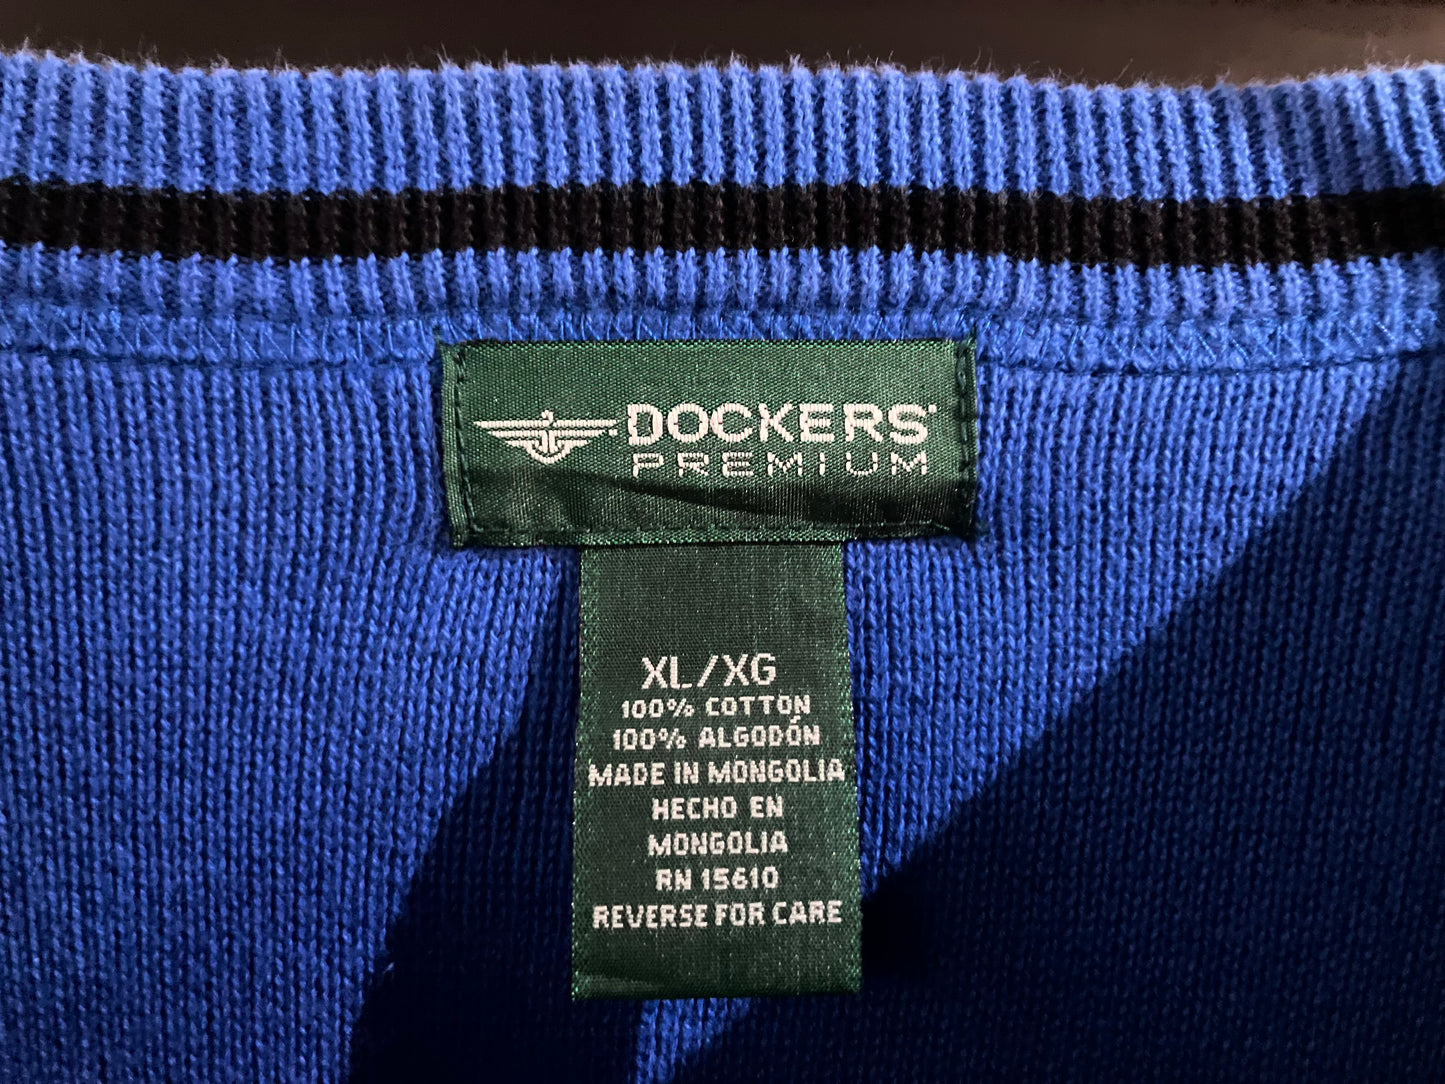 DOCKERS
PREMIUM
XL/XG
100% COTTON
100% ALGODÓN
MADE IN MONGOLIA
HECHO EN
MONGOLIA
RN 15610
REVERSE FOR CARE